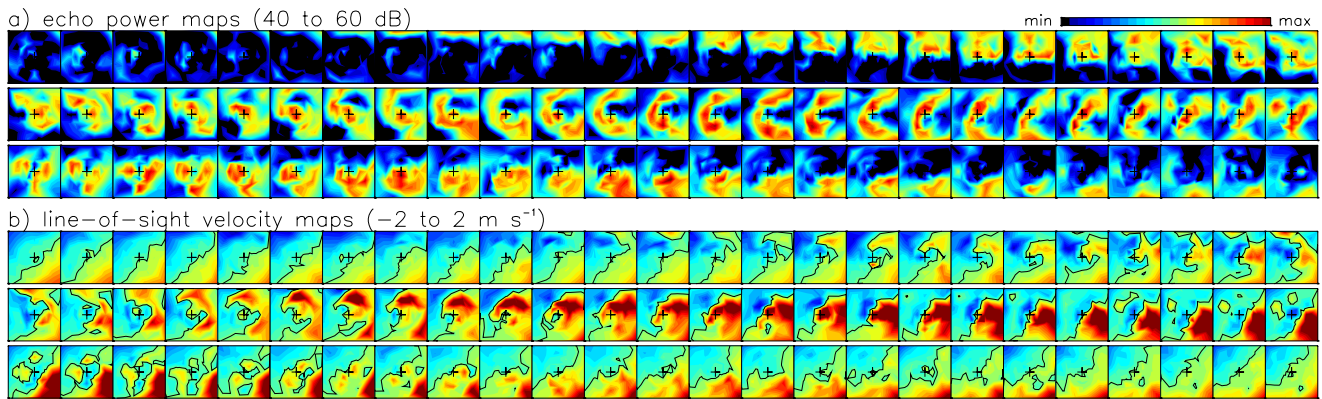 a) echo power maps (40 to 60 dB)
min max
b) line−of−sight velocity maps (−2 to 2 m s⁻¹)